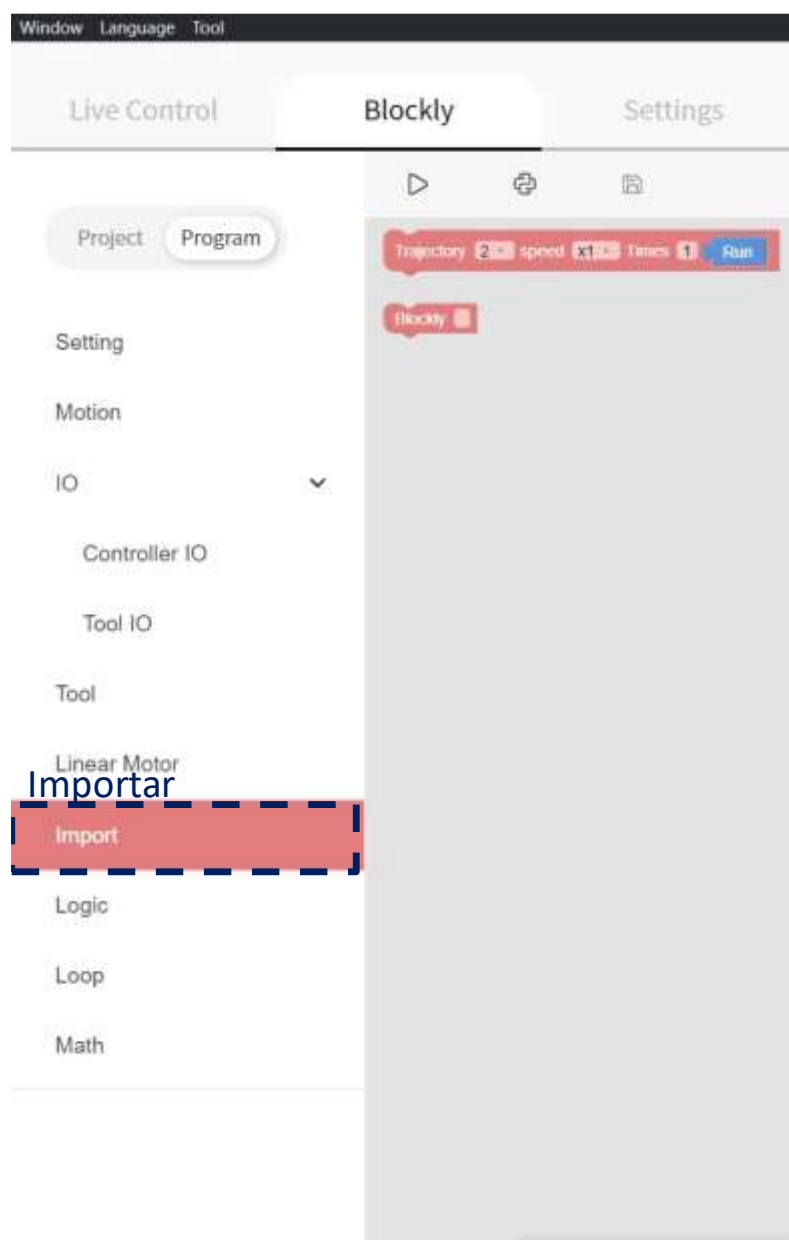 Window Language Tool
Live Control Blockly Settings
Project Program
Trajectory 2 speed x1 Times 1 Run
Blockly
Setting
Motion
IO
Controller IO
Tool IO
Tool
Linear Motor
Importar
Import
Logic
Loop
Math